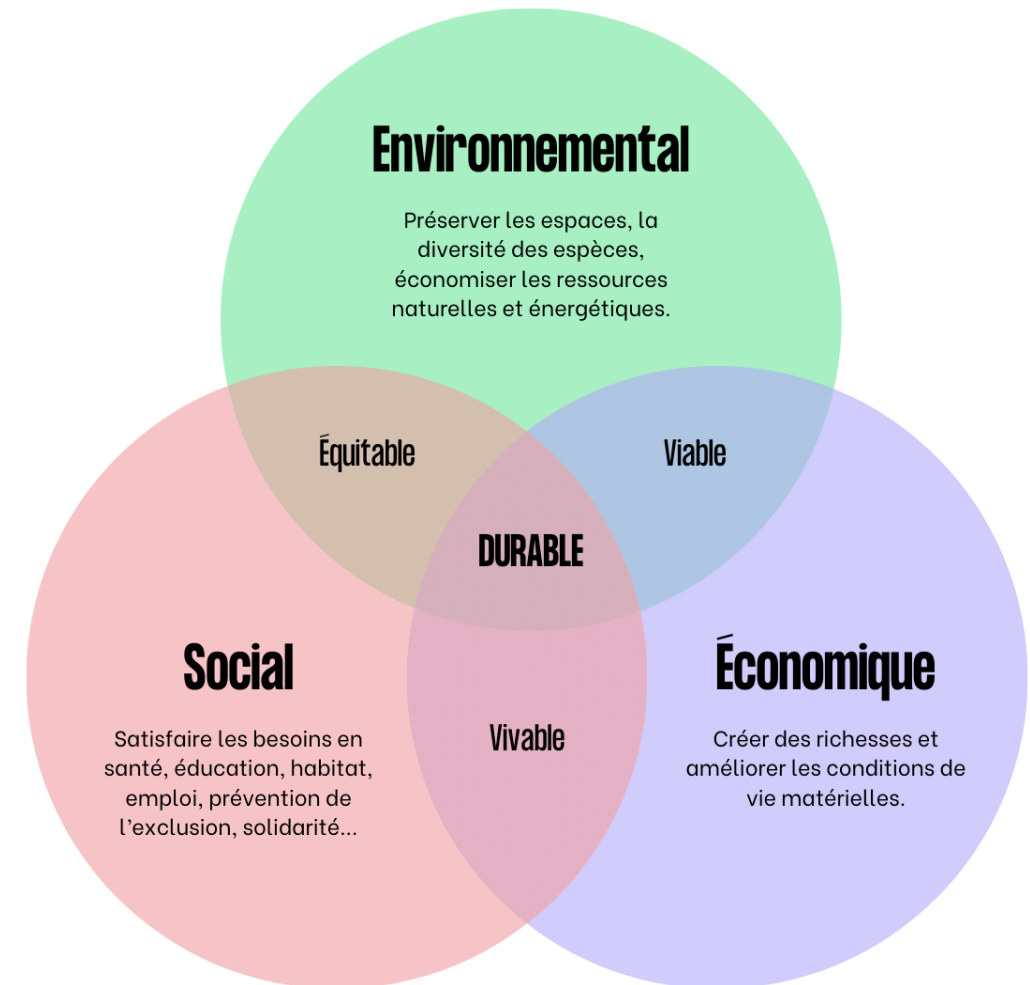 Environnemental
Préserver les espaces, la
diversité des espèces,
économiser les ressources
naturelles et énergétiques.
Équitable
Viable
DURABLE
Social
Satisfaire les besoins en
santé, éducation, habitat,
emploi, prévention de
l’exclusion, solidarité...
Vivable
Économique
Créer des richesses et
améliorer les conditions de
vie matérielles.